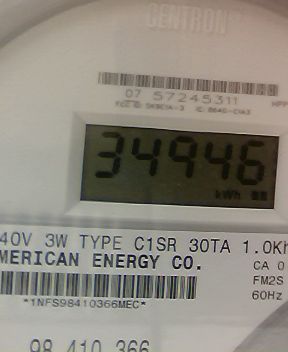 CENTRON
07 57245311
34946
kWh
40V 3W TYPE C1SR 30TA 1.0Kh
MERICAN ENERGY CO.
CA 0
FM2S
60Hz
*1NFS98410366MEC*
98 410 366